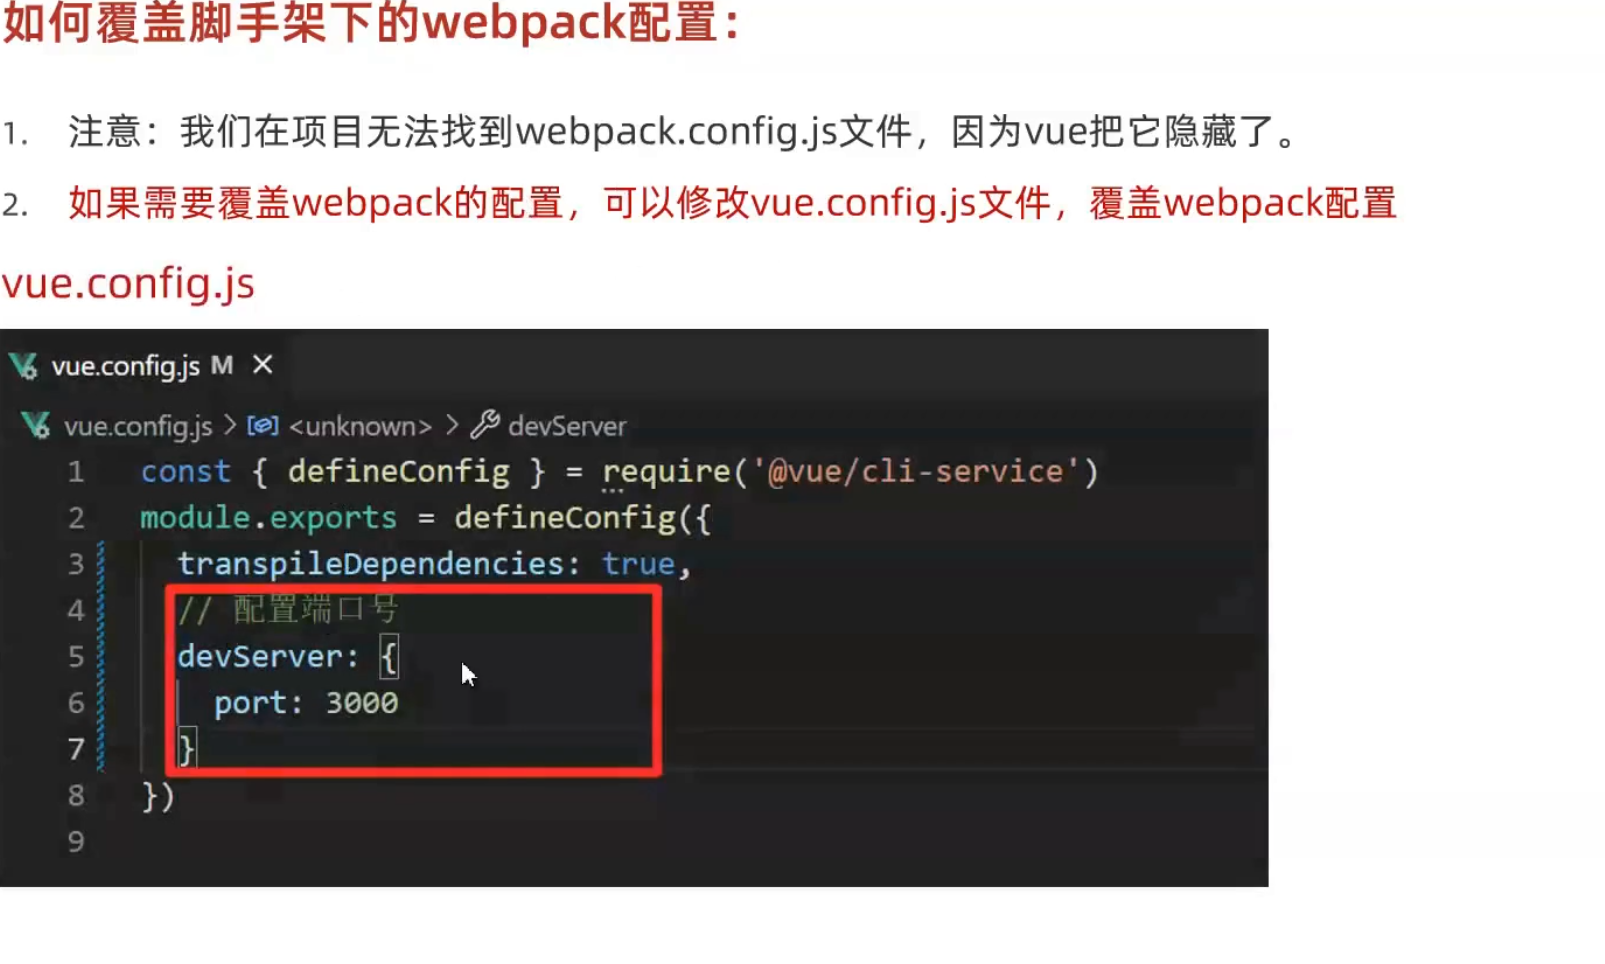 如何覆盖脚手架下的webpack配置：
1. 注意：我们在项目无法找到webpack.config.js文件，因为vue把它隐藏了。
2. 如果需要覆盖webpack的配置，可以修改vue.config.js文件，覆盖webpack配置
vue.config.js
vue.config.js M ×
vue.config.js > <unknown> > devServer
1 const { defineConfig } = require('@vue/cli-service')
2 module.exports = defineConfig({
3 transpileDependencies: true,
4 // 配置端口号
5 devServer: {
6 port: 3000
7 }
8 })
9